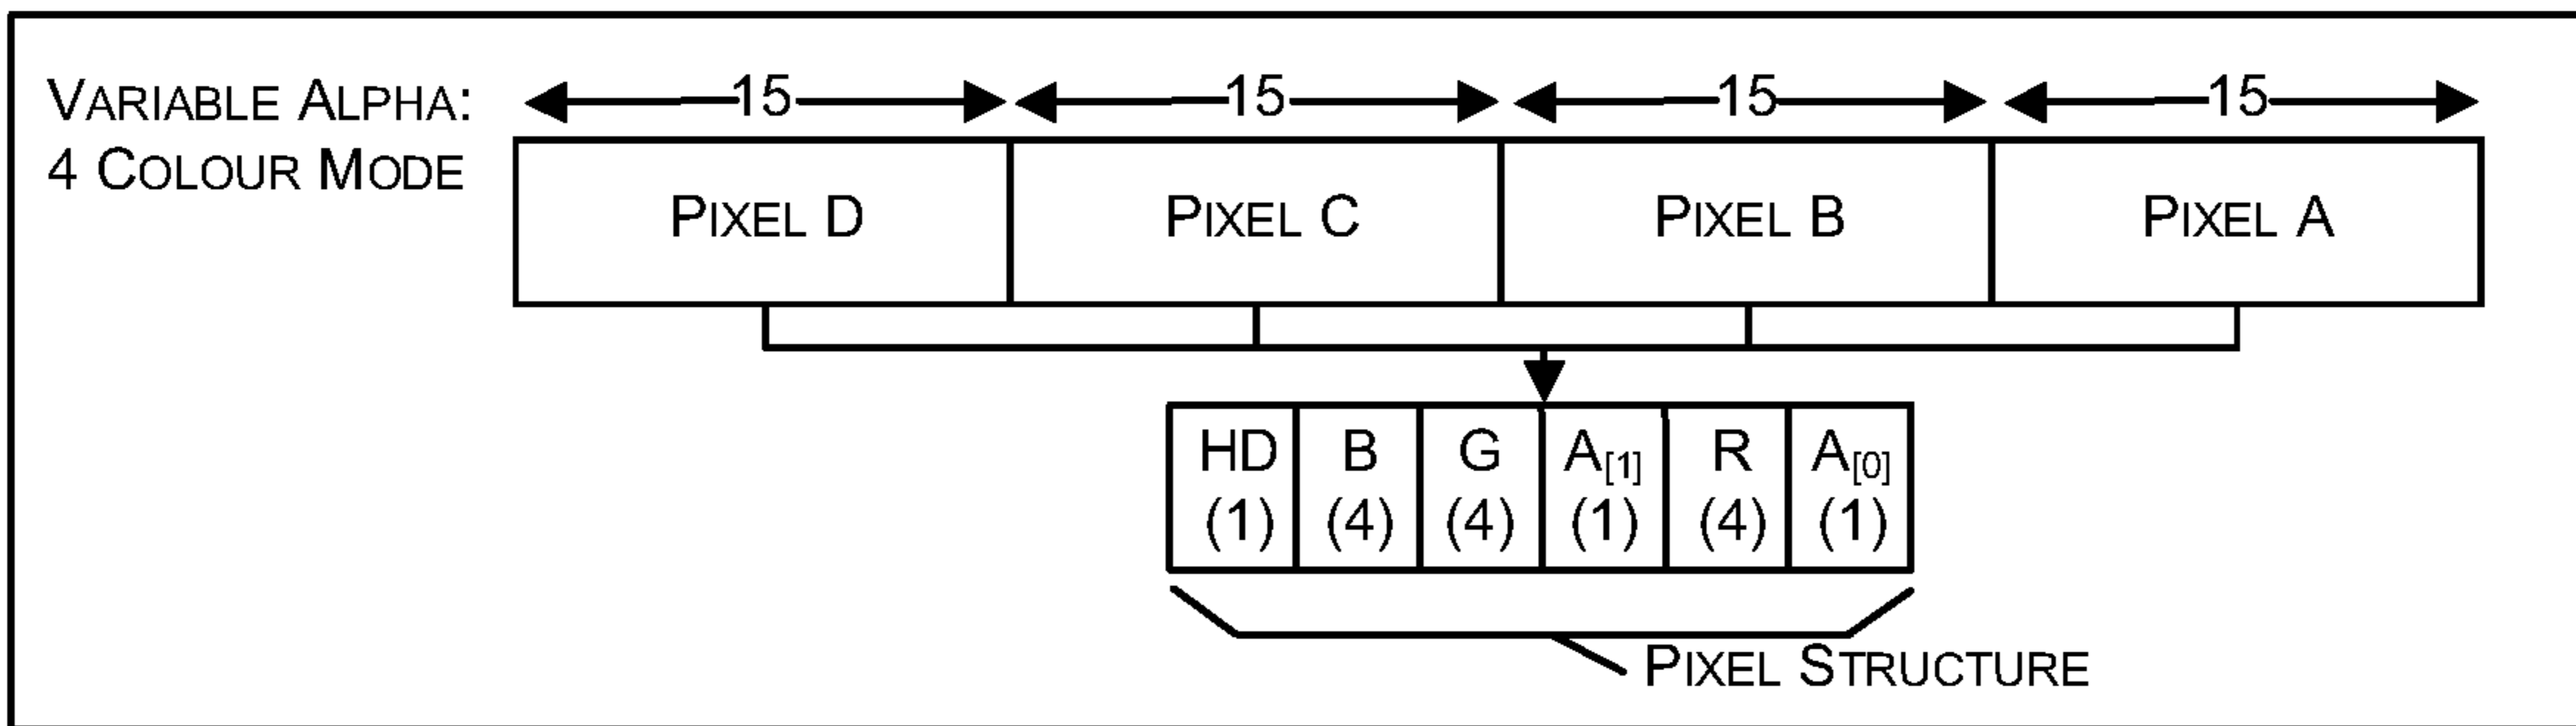 VARIABLE ALPHA:
4 COLOUR MODE
15 15 15 15
PIXEL D PIXEL C PIXEL B PIXEL A
HD B G A[1] R A[0]
(1) (4) (4) (1) (4) (1)
PIXEL STRUCTURE